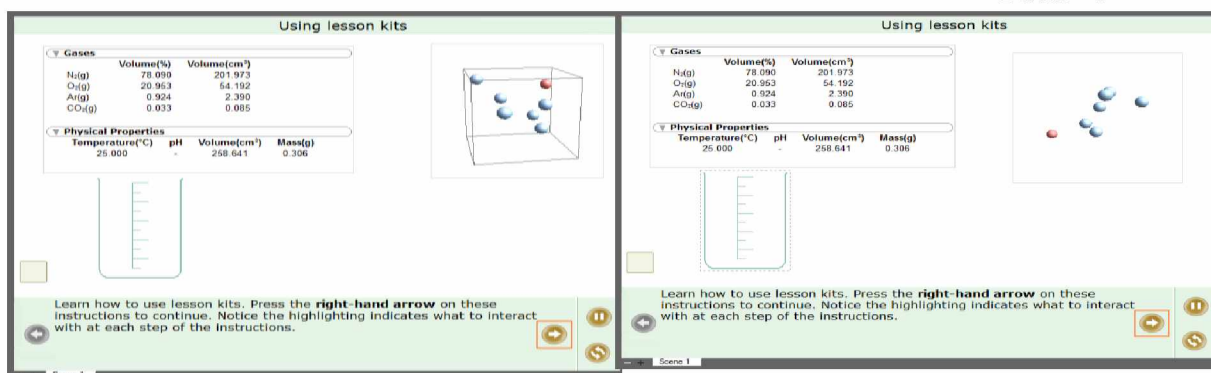 Using lesson kits
Gases
Volume(%) Volume(cm³)
N₂(g) 78.090 201.973
O₂(g) 20.953 54.192
Ar(g) 0.924 2.390
CO₂(g) 0.033 0.085
Physical Properties
Temperature(°C) pH Volume(cm³) Mass(g)
25.000 - 258.641 0.306
Learn how to use lesson kits. Press the right-hand arrow on these
instructions to continue. Notice the highlighting indicates what to interact
with at each step of the instructions.
Using lesson kits
Gases
Volume(%) Volume(cm³)
N₂(g) 78.090 201.973
O₂(g) 20.953 54.192
Ar(g) 0.924 2.390
CO₂(g) 0.033 0.085
Physical Properties
Temperature(°C) pH Volume(cm³) Mass(g)
25.000 - 258.641 0.306
Learn how to use lesson kits. Press the right-hand arrow on these
instructions to continue. Notice the highlighting indicates what to interact
with at each step of the instructions.
− + Scene 1